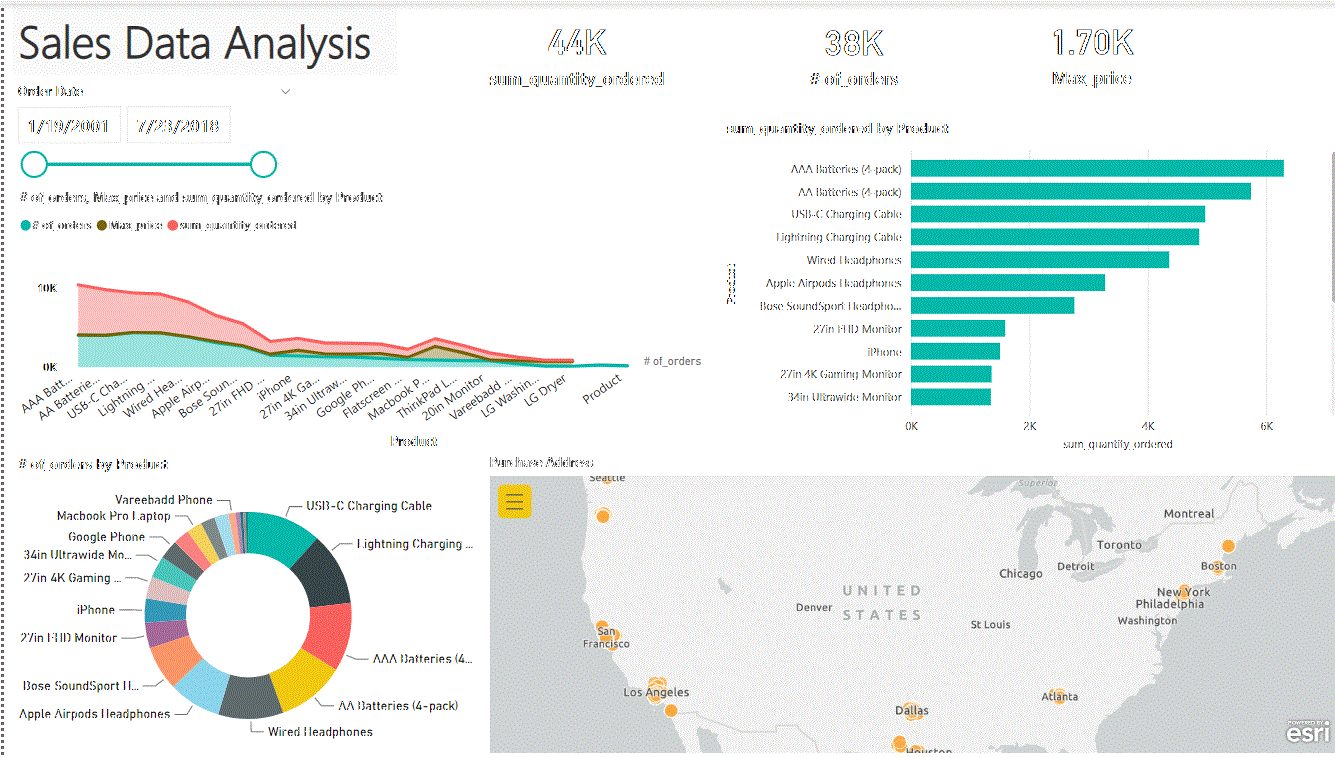 Sales Data Analysis
44K
sum_quantity_ordered
38K
# of_orders
1.70K
Max_price
Order Date
1/19/2001
7/23/2018
# of_orders, Max_price and sum_quantity_ordered by Product
# of_orders
Max_price
sum_quantity_ordered
10K
0K
AAA Batt...
AA Batterie...
USB-C Cha...
Lightning ...
Wired Hea...
Apple Airp...
Bose Soun...
27in FHD ...
iPhone
27in 4K Ga...
34in Ultraw...
Google Ph...
Flatscreen ...
Macbook P...
ThinkPad L...
20in Monitor
Vareebadd ...
LG Washin...
LG Dryer
Product
# of_orders
Product
sum_quantity_ordered by Product
Product
AAA Batteries (4-pack)
AA Batteries (4-pack)
USB-C Charging Cable
Lightning Charging Cable
Wired Headphones
Apple Airpods Headphones
Bose SoundSport Headpho...
27in FHD Monitor
iPhone
27in 4K Gaming Monitor
34in Ultrawide Monitor
0K
2K
4K
6K
sum_quantity_ordered
# of_orders by Product
Vareebadd Phone
Macbook Pro Laptop
Google Phone
34in Ultrawide Mo...
27in 4K Gaming ...
iPhone
27in FHD Monitor
Bose SoundSport H...
Apple Airpods Headphones
USB-C Charging Cable
Lightning Charging ...
AAA Batteries (4...
AA Batteries (4-pack)
Wired Headphones
Purchase Address
Seattle
Superior
Montreal
Toronto
Chicago
Detroit
Boston
UNITED
STATES
Denver
New York
Philadelphia
St Louis
Washington
San
Francisco
Los Angeles
Atlanta
Dallas
Houston
POWERED BY
esri